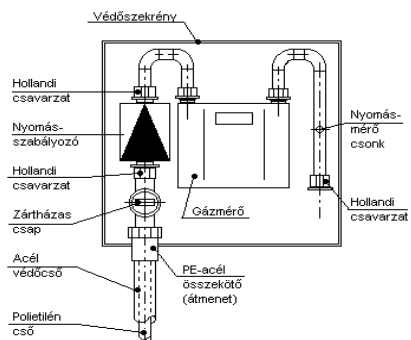 Védőszekrény
Hollandi
csavarzat
Nyomás-
szabályozó
Hollandi
csavarzat
Zártházas
csap
Acél
védőcső
Polietilén
cső
Gázmérő
PE-acél
összekötő
(átmenet)
Nyomás-
mérő
csonk
Hollandi
csavarzat